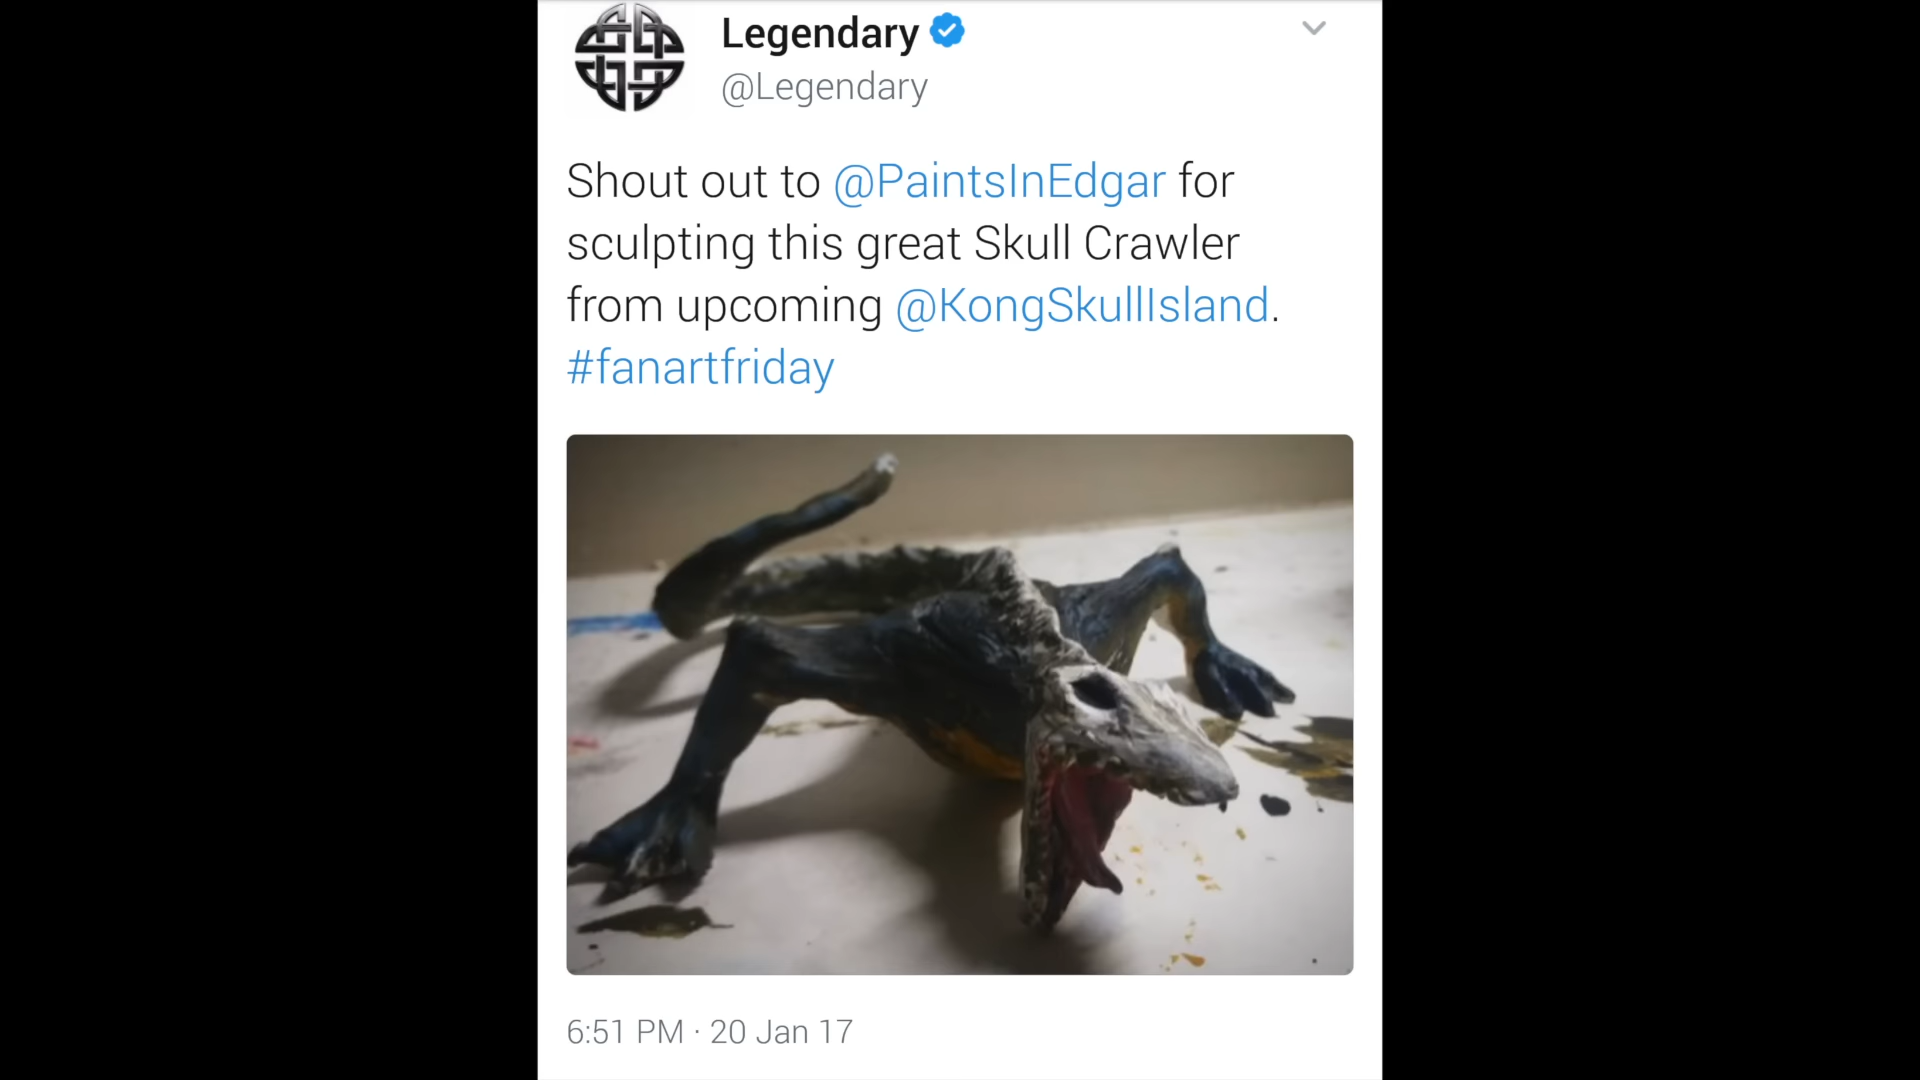 Legendary
@Legendary
Shout out to @PaintsInEdgar for
sculpting this great Skull Crawler
from upcoming @KongSkullIsland.
#fanartfriday
6:51 PM · 20 Jan 17